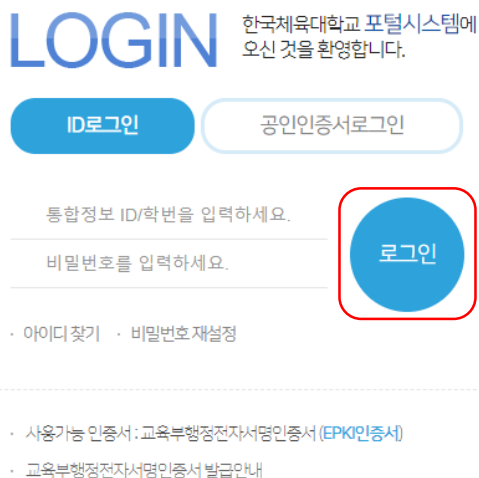 LOGIN
한국체육대학교 포털시스템에
오신 것을 환영합니다.
ID로그인
공인인증서로그인
통합정보 ID/학번을 입력하세요.
비밀번호를 입력하세요.
로그인
· 아이디 찾기 · 비밀번호 재설정
· 사용가능 인증서 : 교육부행정전자서명인증서 (EPKI인증서)
· 교육부행정전자서명인증서 발급안내